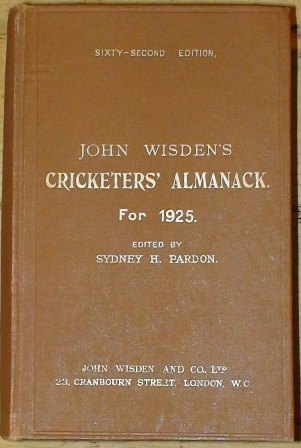 SIXTY-SECOND EDITION,
JOHN WISDEN'S
CRICKETERS' ALMANACK.
For 1925.
EDITED BY
SYDNEY H. PARDON.
JOHN WISDEN AND CO., LTD
23, CRANBOURN STREET, LONDON, W.C.